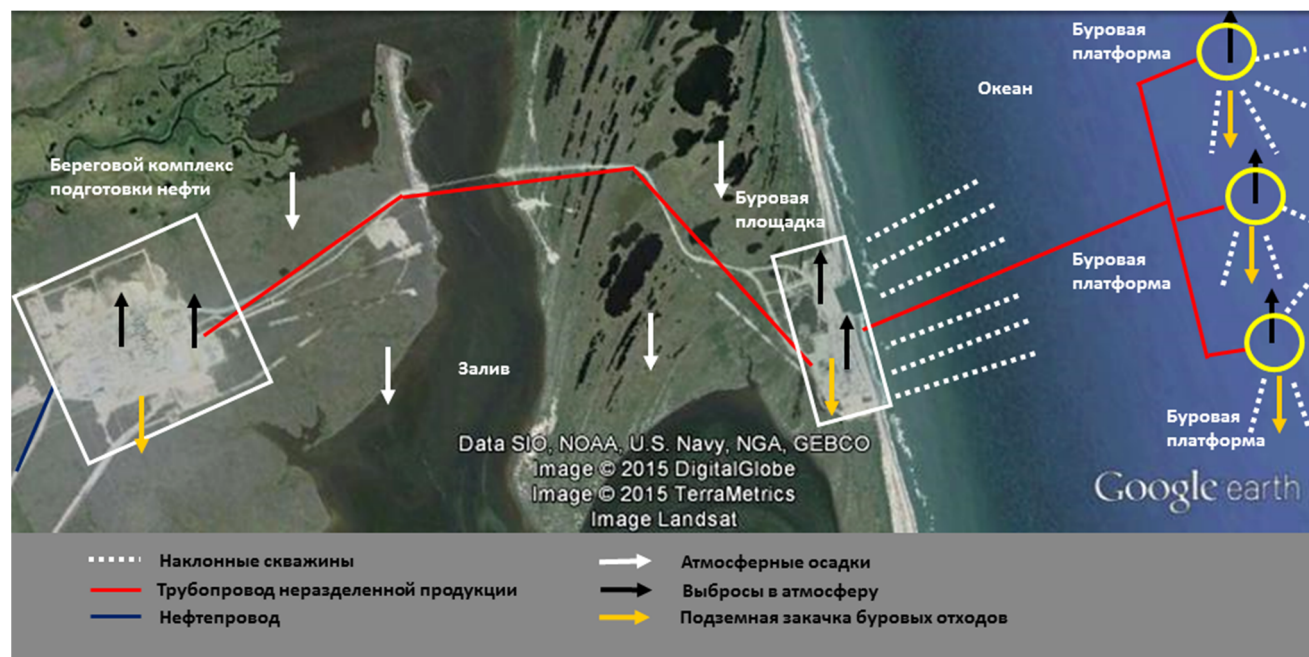 Буровая
платформа
Океан
Береговой комплекс
подготовки нефти
Буровая
площадка
Буровая
платформа
Залив
Буровая
платформа
Data SIO, NOAA, U.S. Navy, NGA, GEBCO
Image © 2015 DigitalGlobe
Image © 2015 TerraMetrics
Image Landsat
Google earth
Наклонные скважины
Трубопровод неразделенной продукции
Нефтепровод
Атмосферные осадки
Выбросы в атмосферу
Подземная закачка буровых отходов